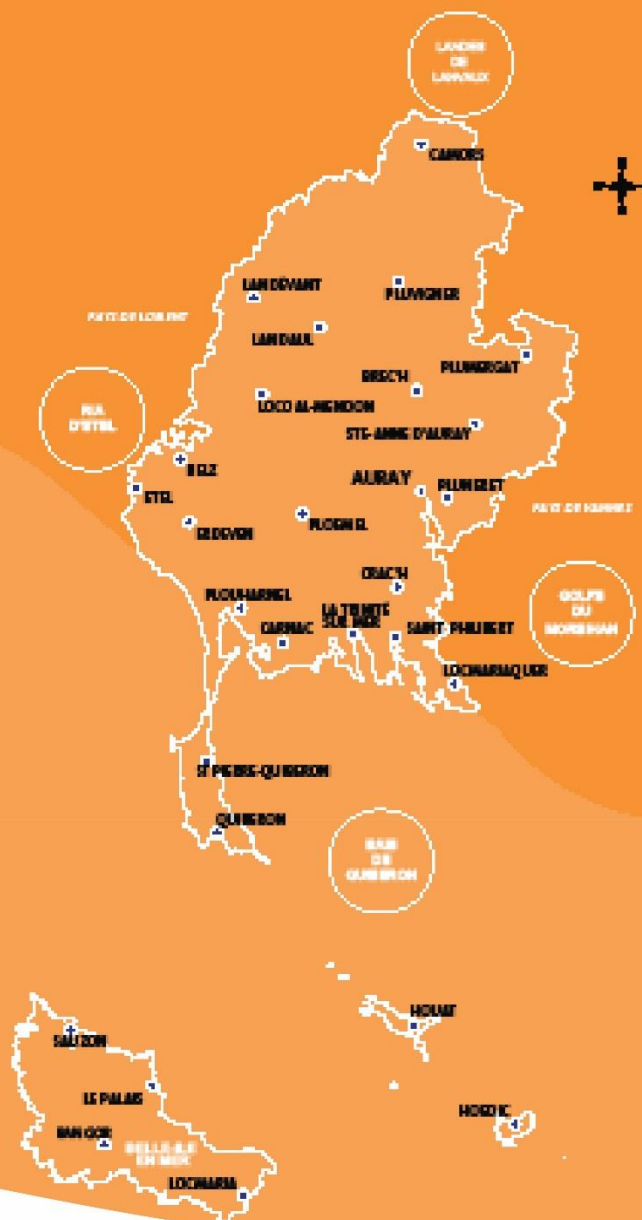 LANDES
DE
LANVAUX
CAMORS
LANDÉVANT
PLUVIGNER
PAYS DE LORIENT
LANDAUL
PLUMERGAT
BREC'H
LOCOAL-MENDON
RIA
D'ETEL
STE-ANNE D'AURAY
BELZ
AURAY
PLUNERET
ETEL
PAYS DE VANNES
ERDEVEN
PLOEMEL
CRAC'H
PLOUHARNEL
GOLFE
DU
MORBIHAN
LA TRINITÉ
SUR-MER
CARNAC
SAINT-PHILIBERT
LOCMARIAQUER
ST PIERRE-QUIBERON
QUIBERON
BAIE
DE
QUIBERON
HOUAT
SAUZON
LE PALAIS
HOEDIC
BANGOR
BELLE-ILE
EN MER
LOCMARIA